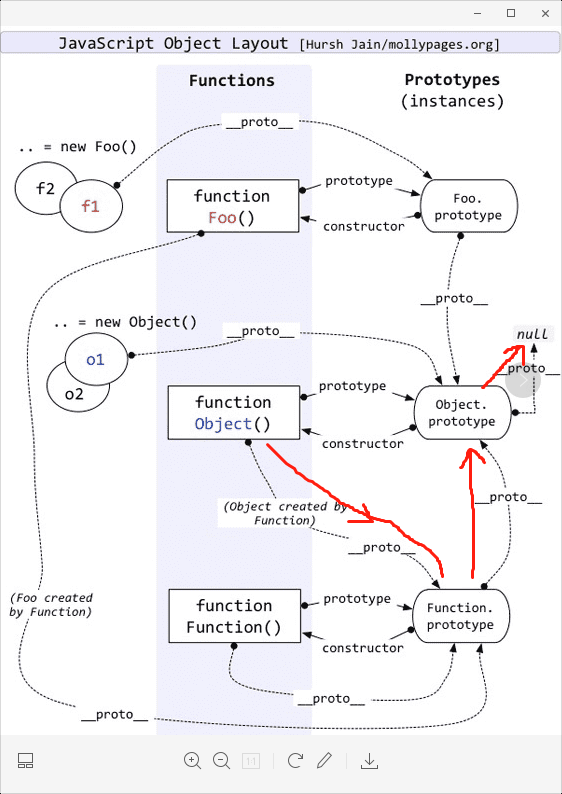 JavaScript Object Layout [Hursh Jain/mollypages.org]
Functions
Prototypes
(instances)
__proto__
.. = new Foo()
f2
f1
function
Foo()
prototype
constructor
Foo.
prototype
__proto__
.. = new Object()
__proto__
null
__proto__
o1
o2
function
Object()
prototype
constructor
Object.
prototype
(Object created by
Function)
__proto__
__proto__
(Foo created
by Function)
function
Function()
prototype
constructor
Function.
prototype
__proto__
__proto__
1:1